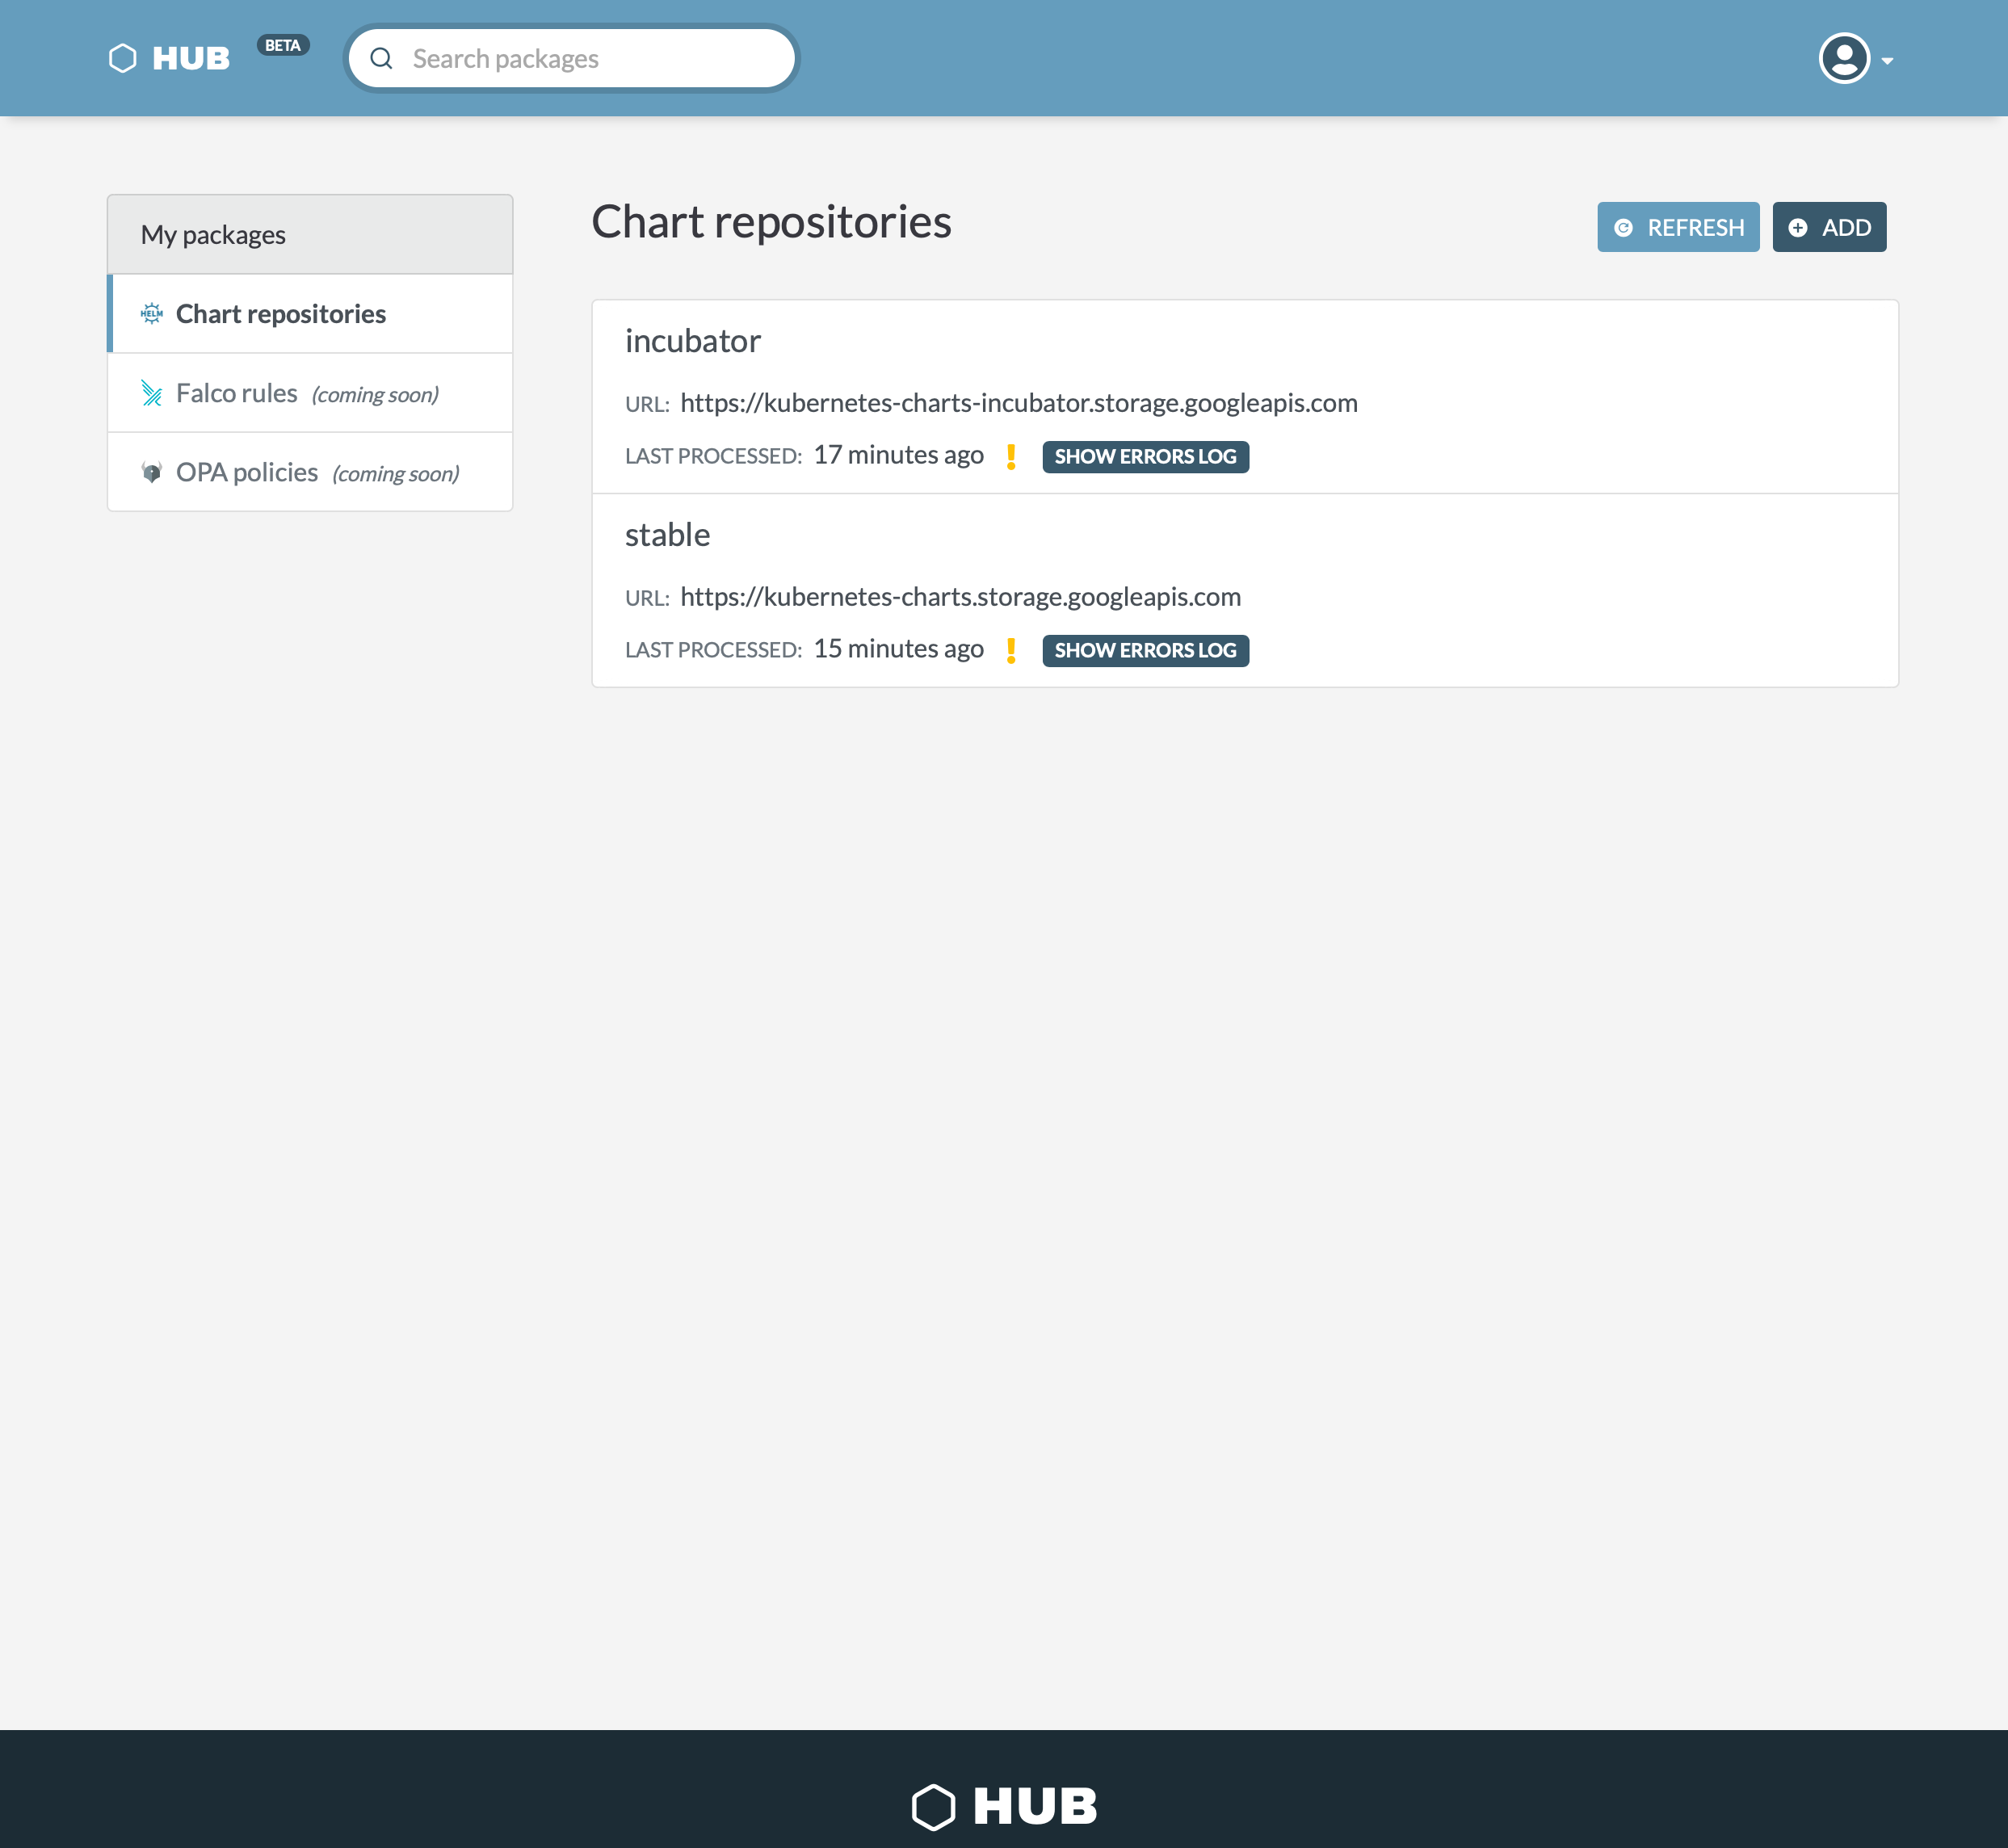 HUB BETA Search packages
My packages
HELM Chart repositories
Falco rules (coming soon)
OPA policies (coming soon)
Chart repositories
REFRESH ADD
incubator
URL: https://kubernetes-charts-incubator.storage.googleapis.com
LAST PROCESSED: 17 minutes ago ! SHOW ERRORS LOG
stable
URL: https://kubernetes-charts.storage.googleapis.com
LAST PROCESSED: 15 minutes ago ! SHOW ERRORS LOG
HUB